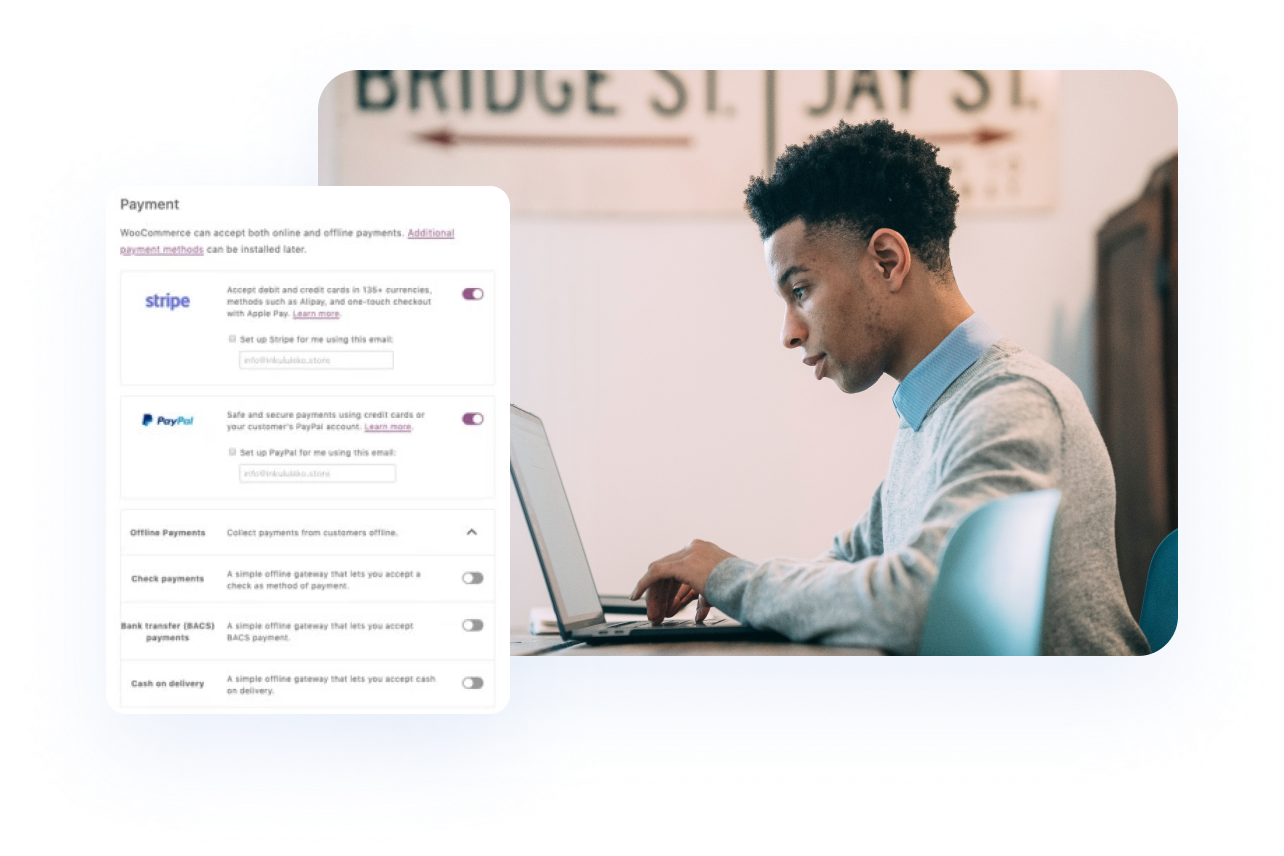 BRIDGE ST.
JAY ST.
Payment
WooCommerce can accept both online and offline payments. Additional
payment methods can be installed later.
stripe
Accept debit and credit cards in 135+ currencies,
methods such as Alipay, and one-touch checkout
with Apple Pay. Learn more.
Set up Stripe for me using this email:
PayPal
Safe and secure payments using credit cards or
your customer's PayPal account. Learn more.
Set up PayPal for me using this email:
Offline Payments
Collect payments from customers offline.
Check payments
A simple offline gateway that lets you accept a
check as method of payment.
Bank transfer (BACS)
payments
A simple offline gateway that lets you accept
BACS payment.
Cash on delivery
A simple offline gateway that lets you accept cash
on delivery.